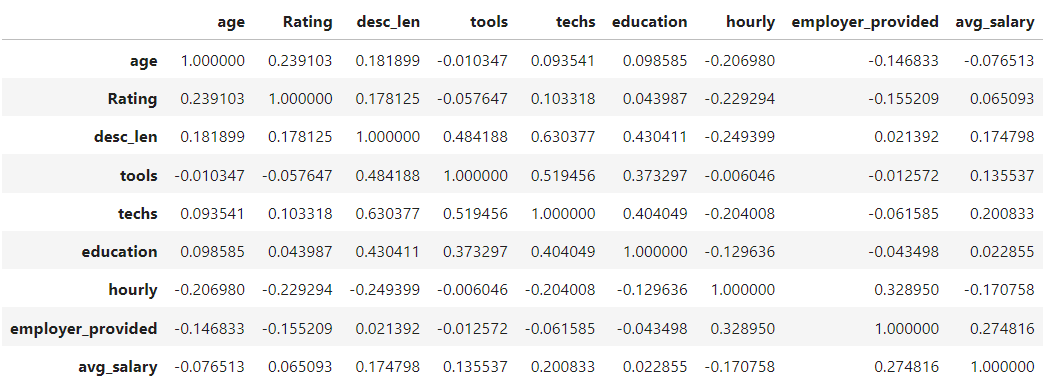 age Rating desc_len tools techs education hourly employer_provided avg_salary
age 1.000000 0.239103 0.181899 -0.010347 0.093541 0.098585 -0.206980 -0.146833 -0.076513
Rating 0.239103 1.000000 0.178125 -0.057647 0.103318 0.043987 -0.229294 -0.155209 0.065093
desc_len 0.181899 0.178125 1.000000 0.484188 0.630377 0.430411 -0.249399 0.021392 0.174798
tools -0.010347 -0.057647 0.484188 1.000000 0.519456 0.373297 -0.006046 -0.012572 0.135537
techs 0.093541 0.103318 0.630377 0.519456 1.000000 0.404049 -0.204008 -0.061585 0.200833
education 0.098585 0.043987 0.430411 0.373297 0.404049 1.000000 -0.129636 -0.043498 0.022855
hourly -0.206980 -0.229294 -0.249399 -0.006046 -0.204008 -0.129636 1.000000 0.328950 -0.170758
employer_provided -0.146833 -0.155209 0.021392 -0.012572 -0.061585 -0.043498 0.328950 1.000000 0.274816
avg_salary -0.076513 0.065093 0.174798 0.135537 0.200833 0.022855 -0.170758 0.274816 1.000000